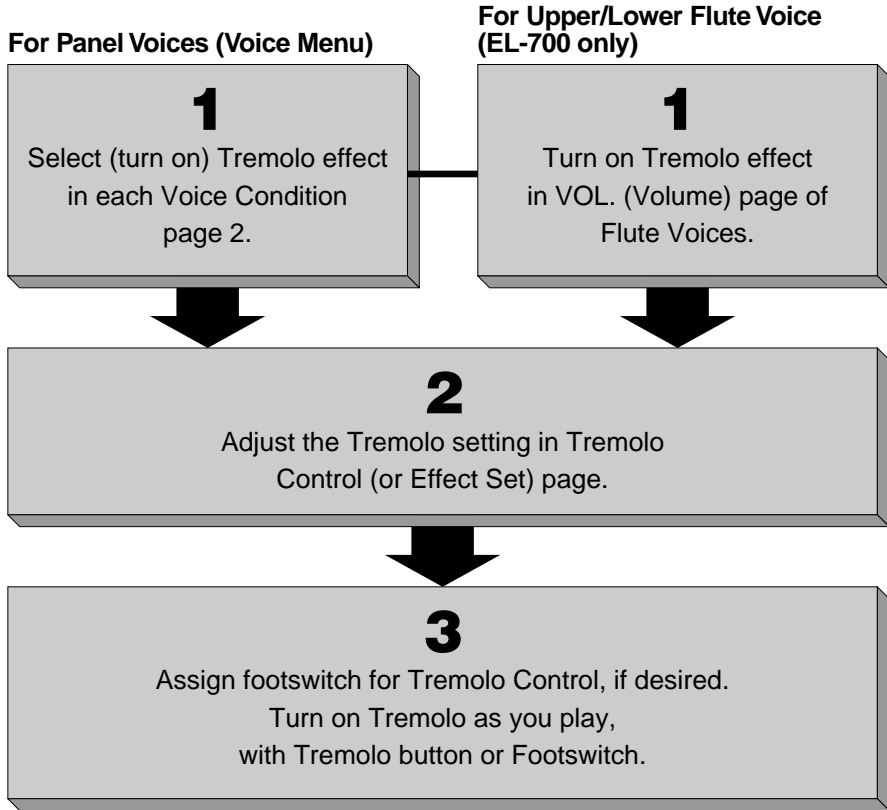 For Panel Voices (Voice Menu)
1
Select (turn on) Tremolo effect
in each Voice Condition
page 2.
For Upper/Lower Flute Voice
(EL-700 only)
1
Turn on Tremolo effect
in VOL. (Volume) page of
Flute Voices.
2
Adjust the Tremolo setting in Tremolo
Control (or Effect Set) page.
3
Assign footswitch for Tremolo Control, if desired.
Turn on Tremolo as you play,
with Tremolo button or Footswitch.